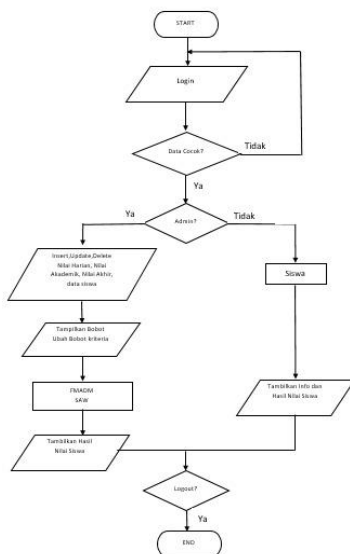 START
Login
Data Cocok?
Tidak
Ya
Ya
Admin?
Tidak
Insert,Update,Delete
Nilai Harian, Nilai
Akademik, Nilai Akhir,
data siswa
Siswa
Tampilkan Bobot
Ubah Bobot kriteria
FMADM
SAW
Tambilkan Info dan
Hasil Nilai Siswa
Tambilkan Hasil
Nilai Siswa
Logout?
Ya
END